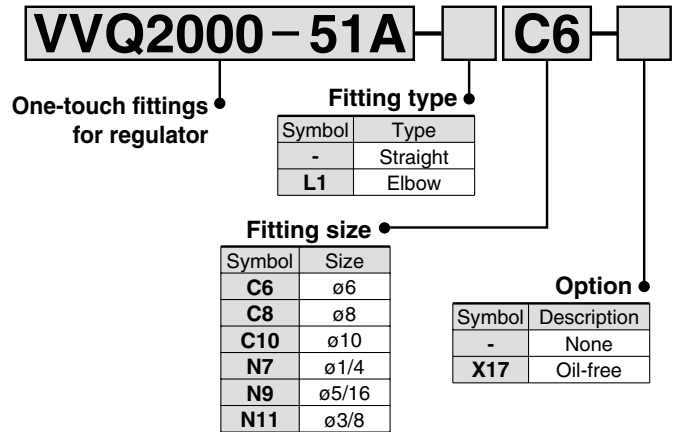 VVQ2000-51A- C6-
One-touch fittings
for regulator
Fitting type
Symbol Type
- Straight
L1 Elbow
Fitting size
Symbol Size
C6 ø6
C8 ø8
C10 ø10
N7 ø1/4
N9 ø5/16
N11 ø3/8
Option
Symbol Description
- None
X17 Oil-free